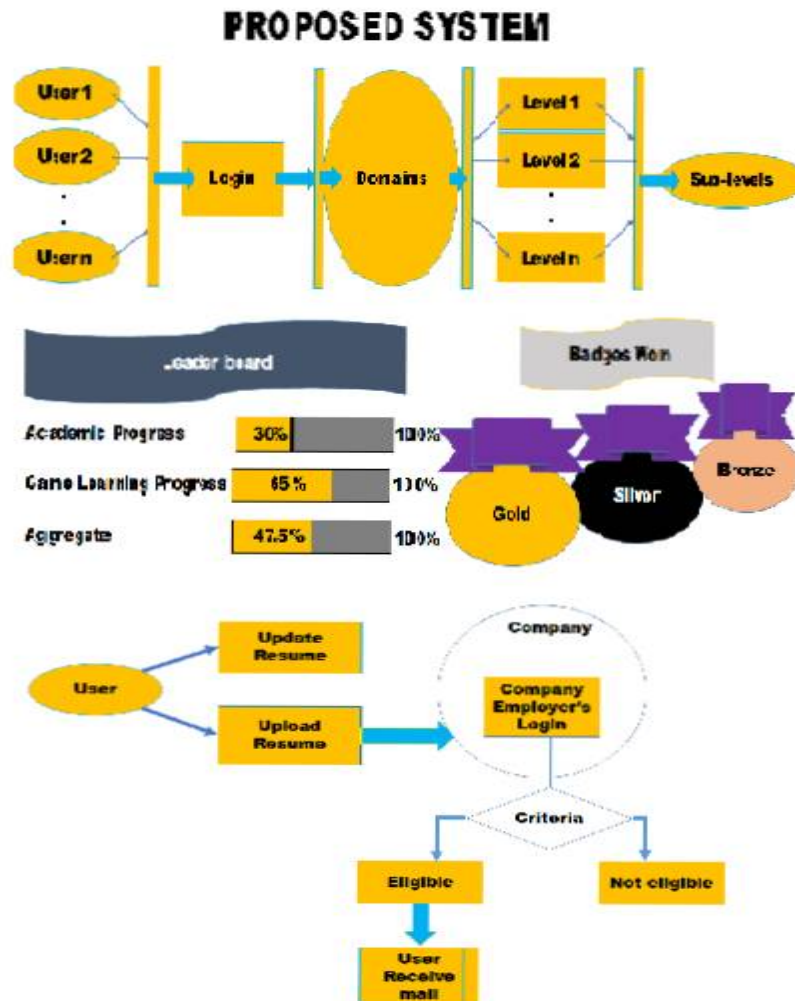 PROPOSED SYSTEM
User1
User2
.
.
Usern
Login
Domains
Level 1
Level 2
.
.
Level n
Sub-levels
Leader board
Badges Won
Academic Progress
30%
100%
Game Learning Progress
65%
100%
Aggregate
47.5%
100%
Gold
Silver
Bronze
User
Update
Resume
Upload
Resume
Company
Company
Employer's
Login
Criteria
Eligible
Not eligible
User
Receive
mail